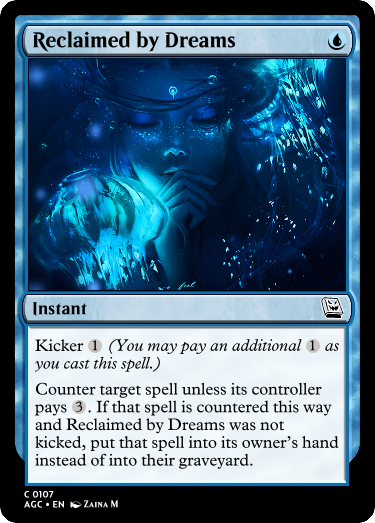 Reclaimed by Dreams
Instant
Kicker 1 (You may pay an additional 1 as
you cast this spell.)
Counter target spell unless its controller
pays 3. If that spell is countered this way
and Reclaimed by Dreams was not
kicked, put that spell into its owner's hand
instead of into their graveyard.
C 0107
AGC • EN Zaina M